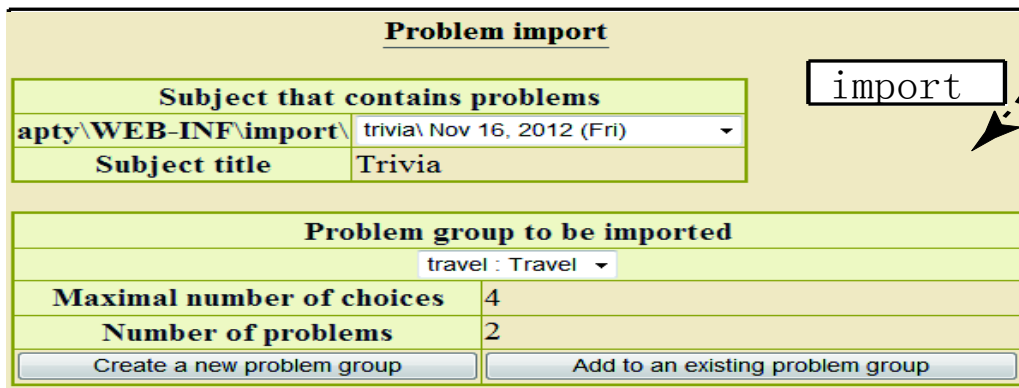 Problem import
import
Subject that contains problems
apty\WEB-INF\import\ trivia\ Nov 16, 2012 (Fri)
Subject title Trivia
Problem group to be imported
travel : Travel
Maximal number of choices 4
Number of problems 2
Create a new problem group Add to an existing problem group